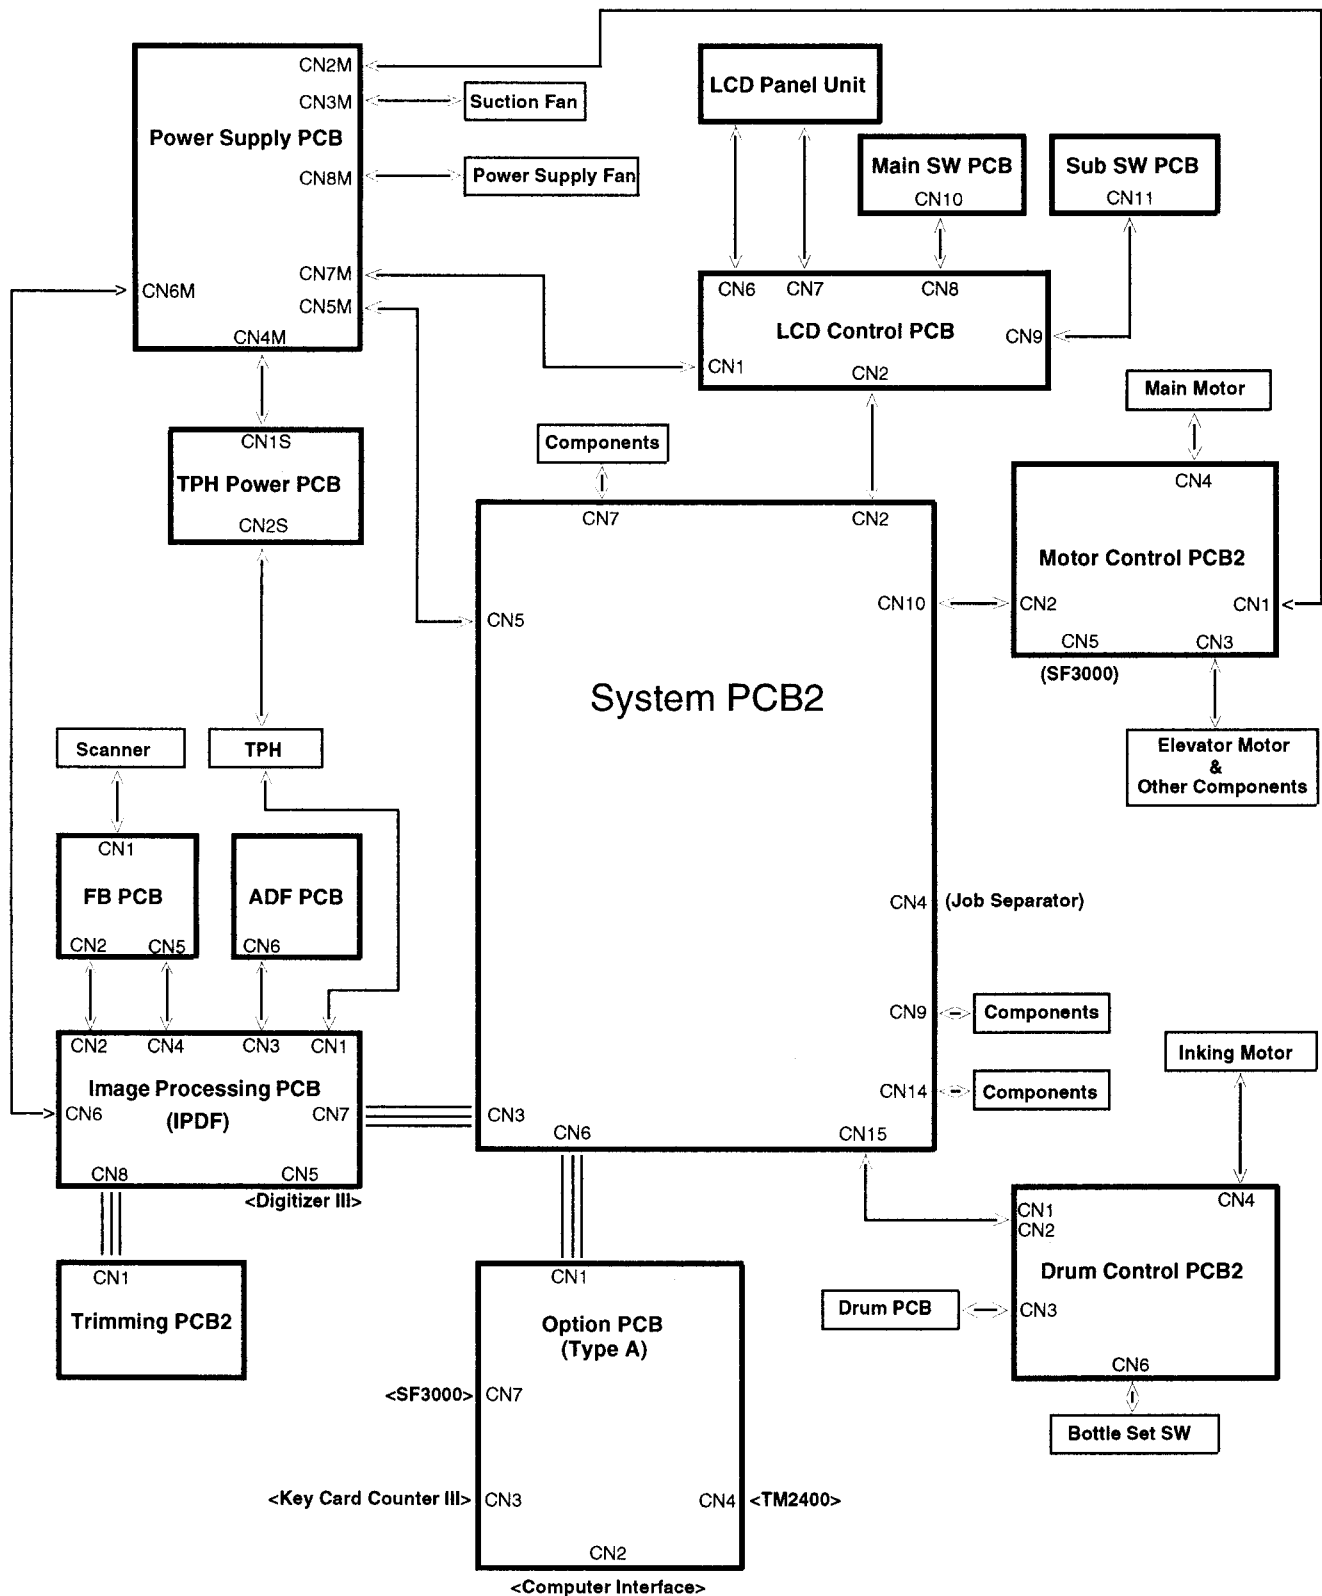 CN2M
CN3M
Suction Fan
Power Supply PCB
CN8M
Power Supply Fan
CN7M
CN6M
CN5M
CN4M
LCD Panel Unit
Main SW PCB
CN10
Sub SW PCB
CN11
CN6
CN7
CN8
LCD Control PCB
CN9
CN1
CN2
Main Motor
CN4
Motor Control PCB2
CN2
CN1
CN5
CN3
(SF3000)
Elevator Motor
&
Other Components
CN1S
TPH Power PCB
CN2S
Components
CN7
CN2
CN10
CN5
System PCB2
CN4
(Job Separator)
CN9
Components
CN14
Components
CN3
CN6
CN15
Scanner
TPH
CN1
FB PCB
CN2
CN5
ADF PCB
CN6
CN2
CN4
CN3
CN1
Image Processing PCB
(IPDF)
CN6
CN7
CN8
CN5
<Digitizer III>
CN1
Trimming PCB2
CN1
Option PCB
(Type A)
<SF3000>
CN7
<Key Card Counter III>
CN3
CN4
<TM2400>
CN2
<Computer Interface>
Inking Motor
CN4
CN1
CN2
Drum Control PCB2
Drum PCB
CN3
CN6
Bottle Set SW